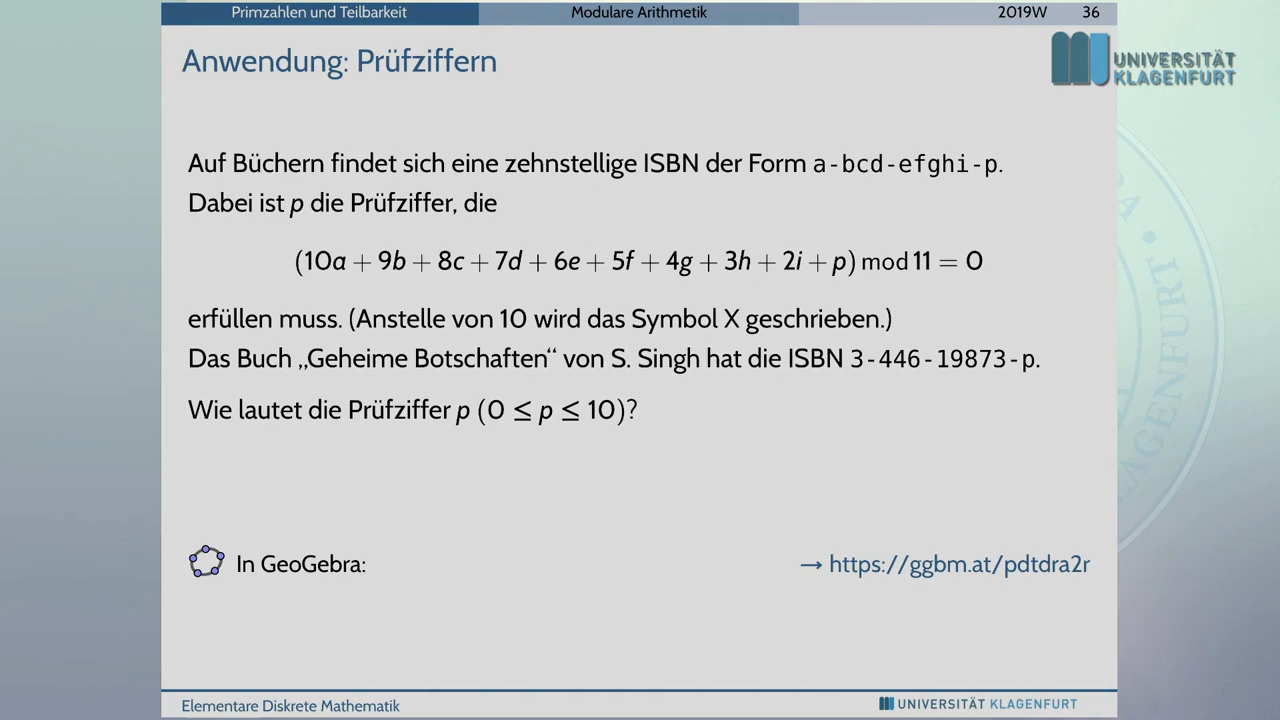 Primzahlen und Teilbarkeit Modulare Arithmetik 2019W 36
Anwendung: Prüfziffern
UNIVERSITÄT
KLAGENFURT
Auf Büchern findet sich eine zehnstellige ISBN der Form a-bcd-efghi-p.
Dabei ist p die Prüfziffer, die
(10a + 9b + 8c + 7d + 6e + 5f + 4g + 3h + 2i + p) mod 11 = 0
erfüllen muss. (Anstelle von 10 wird das Symbol X geschrieben.)
Das Buch „Geheime Botschaften“ von S. Singh hat die ISBN 3-446-19873-p.
Wie lautet die Prüfziffer p (0 ≤ p ≤ 10)?
In GeoGebra: → https://ggbm.at/pdtdra2r
Elementare Diskrete Mathematik UNIVERSITÄT KLAGENFURT